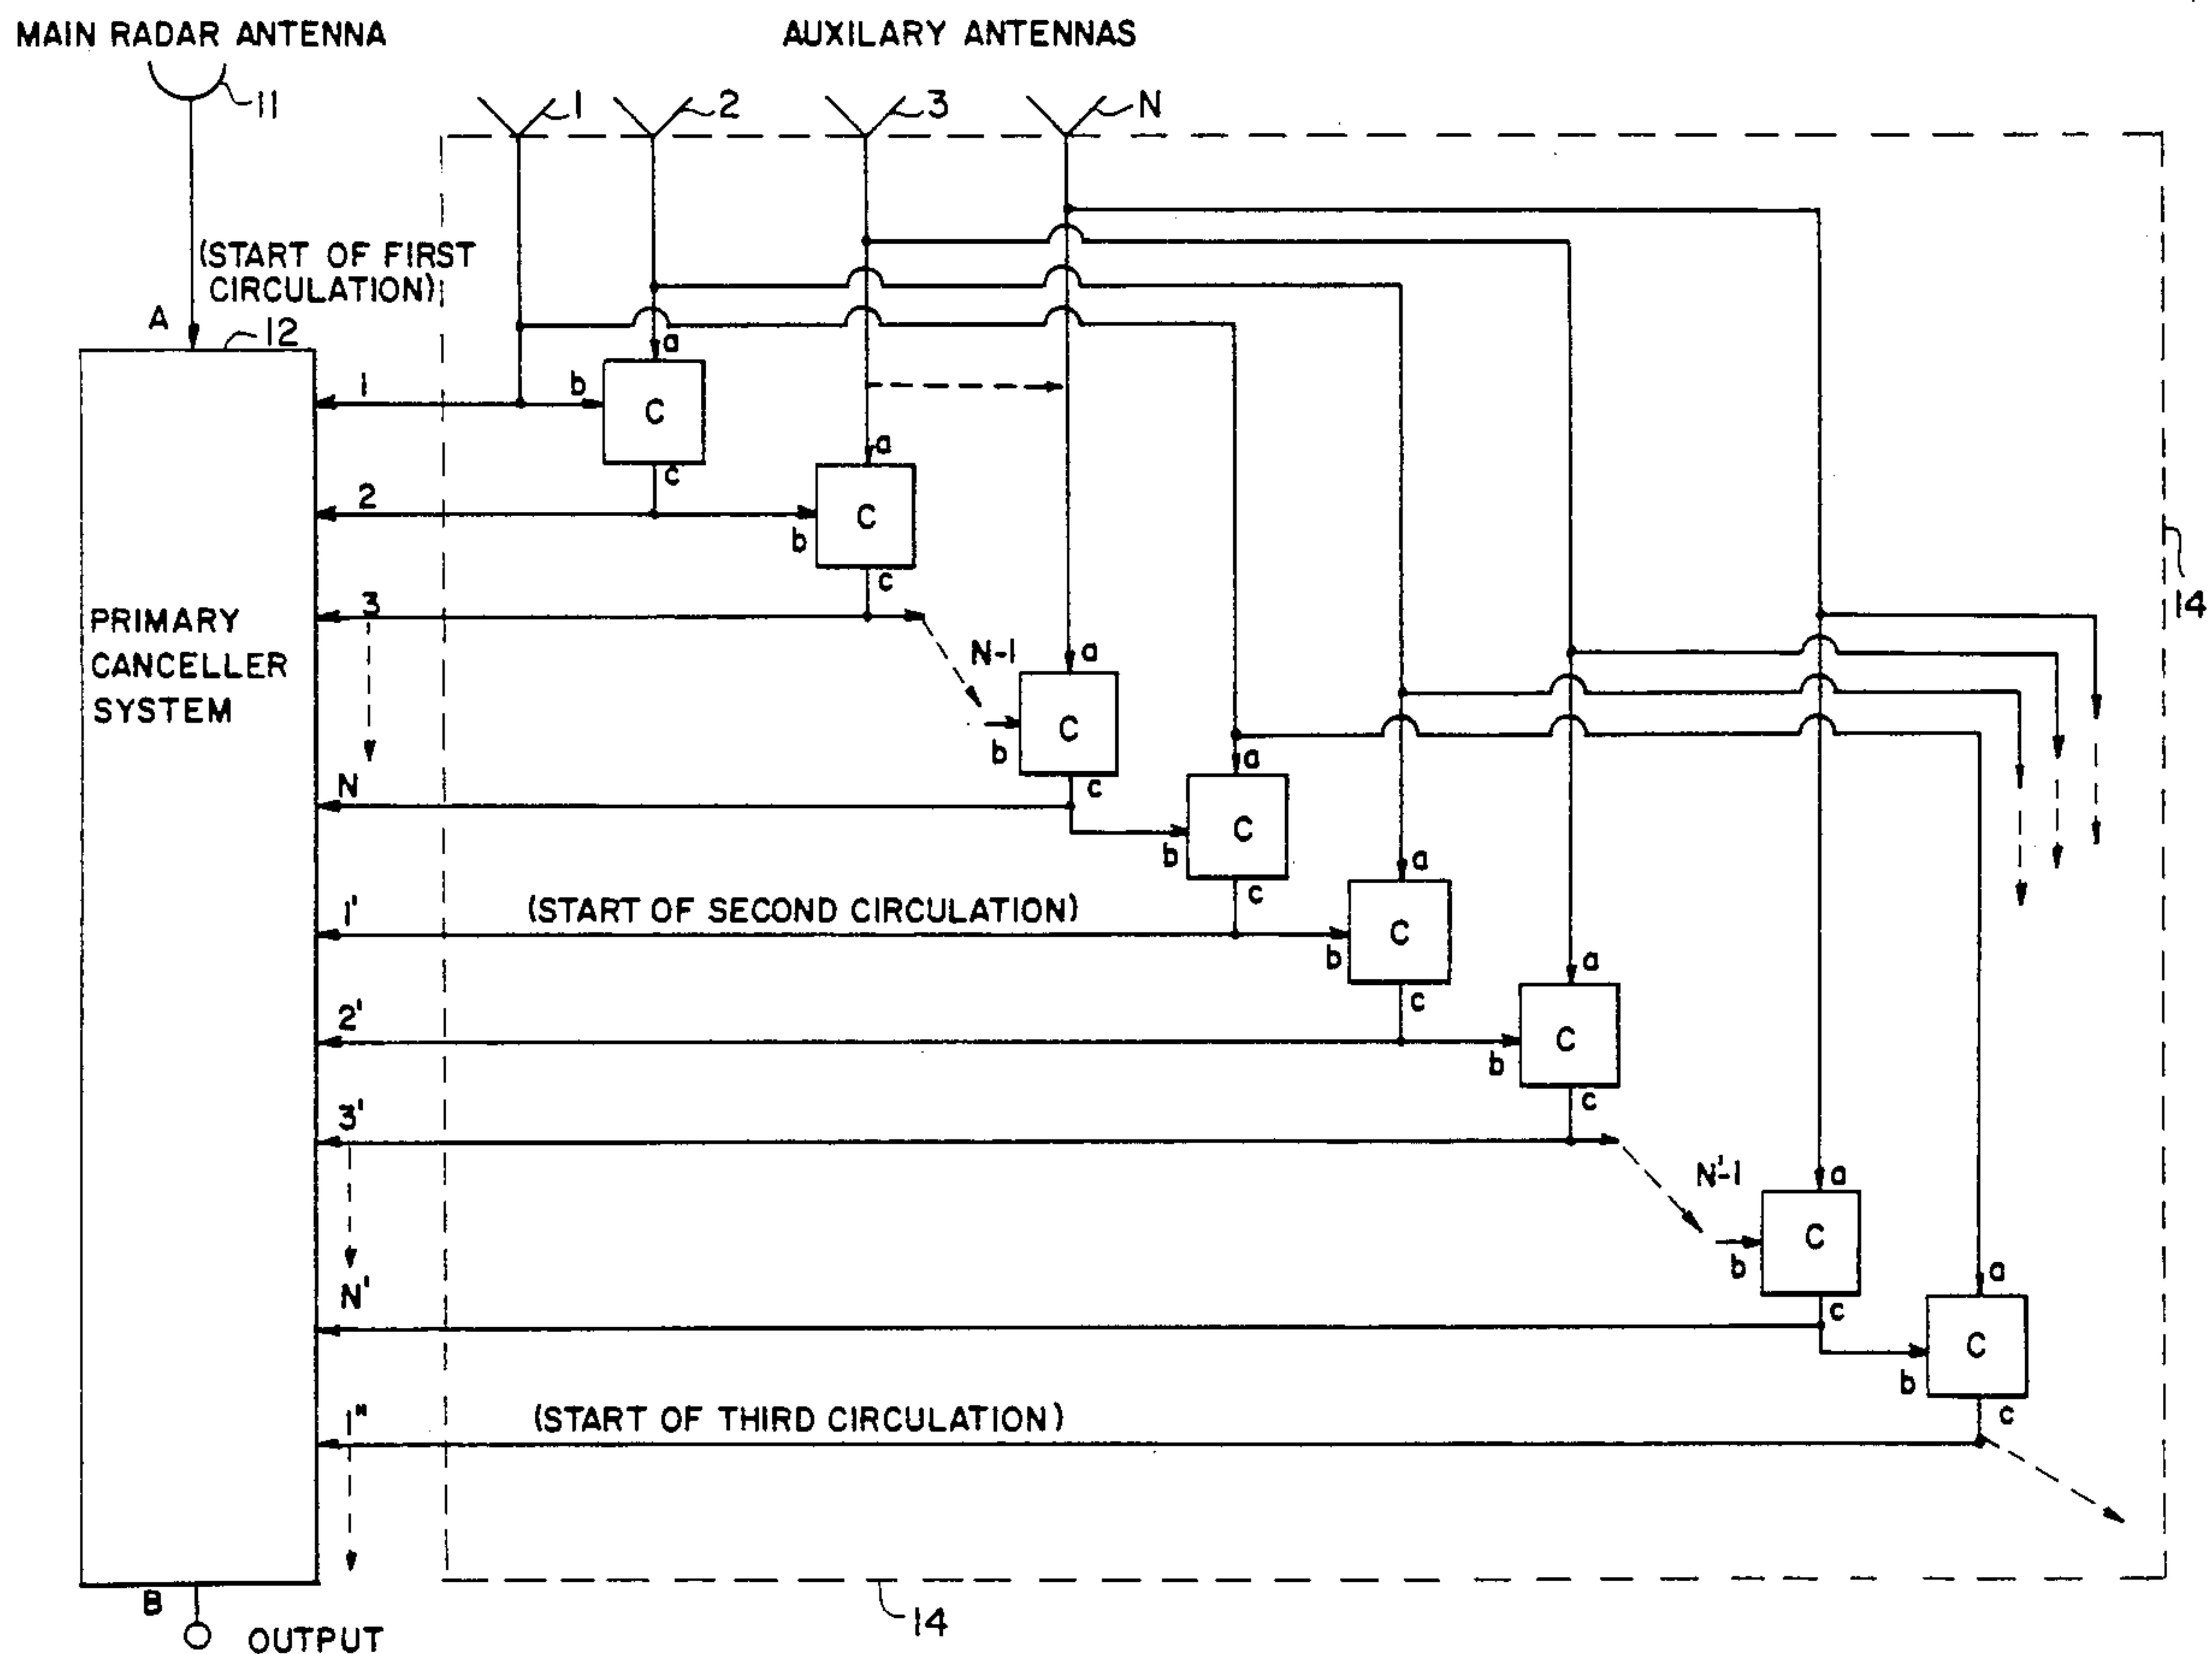 MAIN RADAR ANTENNA
AUXILARY ANTENNAS
11
1
2
3
N
(START OF FIRST
CIRCULATION)
A
12
a
1
b
C
c
a
2
b
C
c
3
PRIMARY
CANCELLER
SYSTEM
N-1
a
b
C
c
N
a
b
C
c
14
1'
(START OF SECOND CIRCULATION)
a
b
C
c
2'
a
b
C
c
3'
N'-1
a
b
C
c
N'
a
b
C
c
1"
(START OF THIRD CIRCULATION)
B
OUTPUT
14